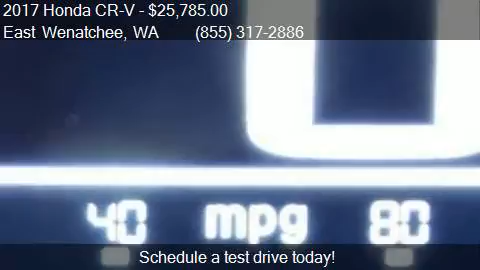 2017 Honda CR-V - $25,785.00
East Wenatchee, WA (855) 317-2886
0
40 mpg 80
Schedule a test drive today!